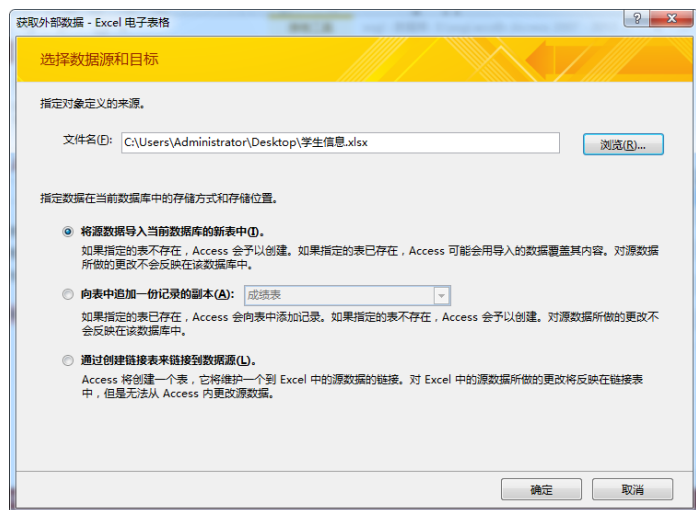 获取外部数据 - Excel 电子表格
选择数据源和目标
指定对象定义的来源。
文件名(F): C:\Users\Administrator\Desktop\学生信息.xlsx 浏览(R)...
指定数据在当前数据库中的存储方式和存储位置。
将源数据导入当前数据库的新表中(I)。
如果指定的表不存在，Access 会予以创建。如果指定的表已存在，Access 可能会用导入的数据覆盖其内容。对源数据
所做的更改不会反映在该数据库中。
向表中追加一份记录的副本(A): 成绩表
如果指定的表已存在，Access 会向表中添加记录。如果指定的表不存在，Access 会予以创建。对源数据所做的更改不
会反映在该数据库中。
通过创建链接表来链接到数据源(L)。
Access 将创建一个表，它将维护一个到 Excel 中的源数据的链接。对 Excel 中的源数据所做的更改将反映在链接表
中，但是无法从 Access 内更改源数据。
确定 取消